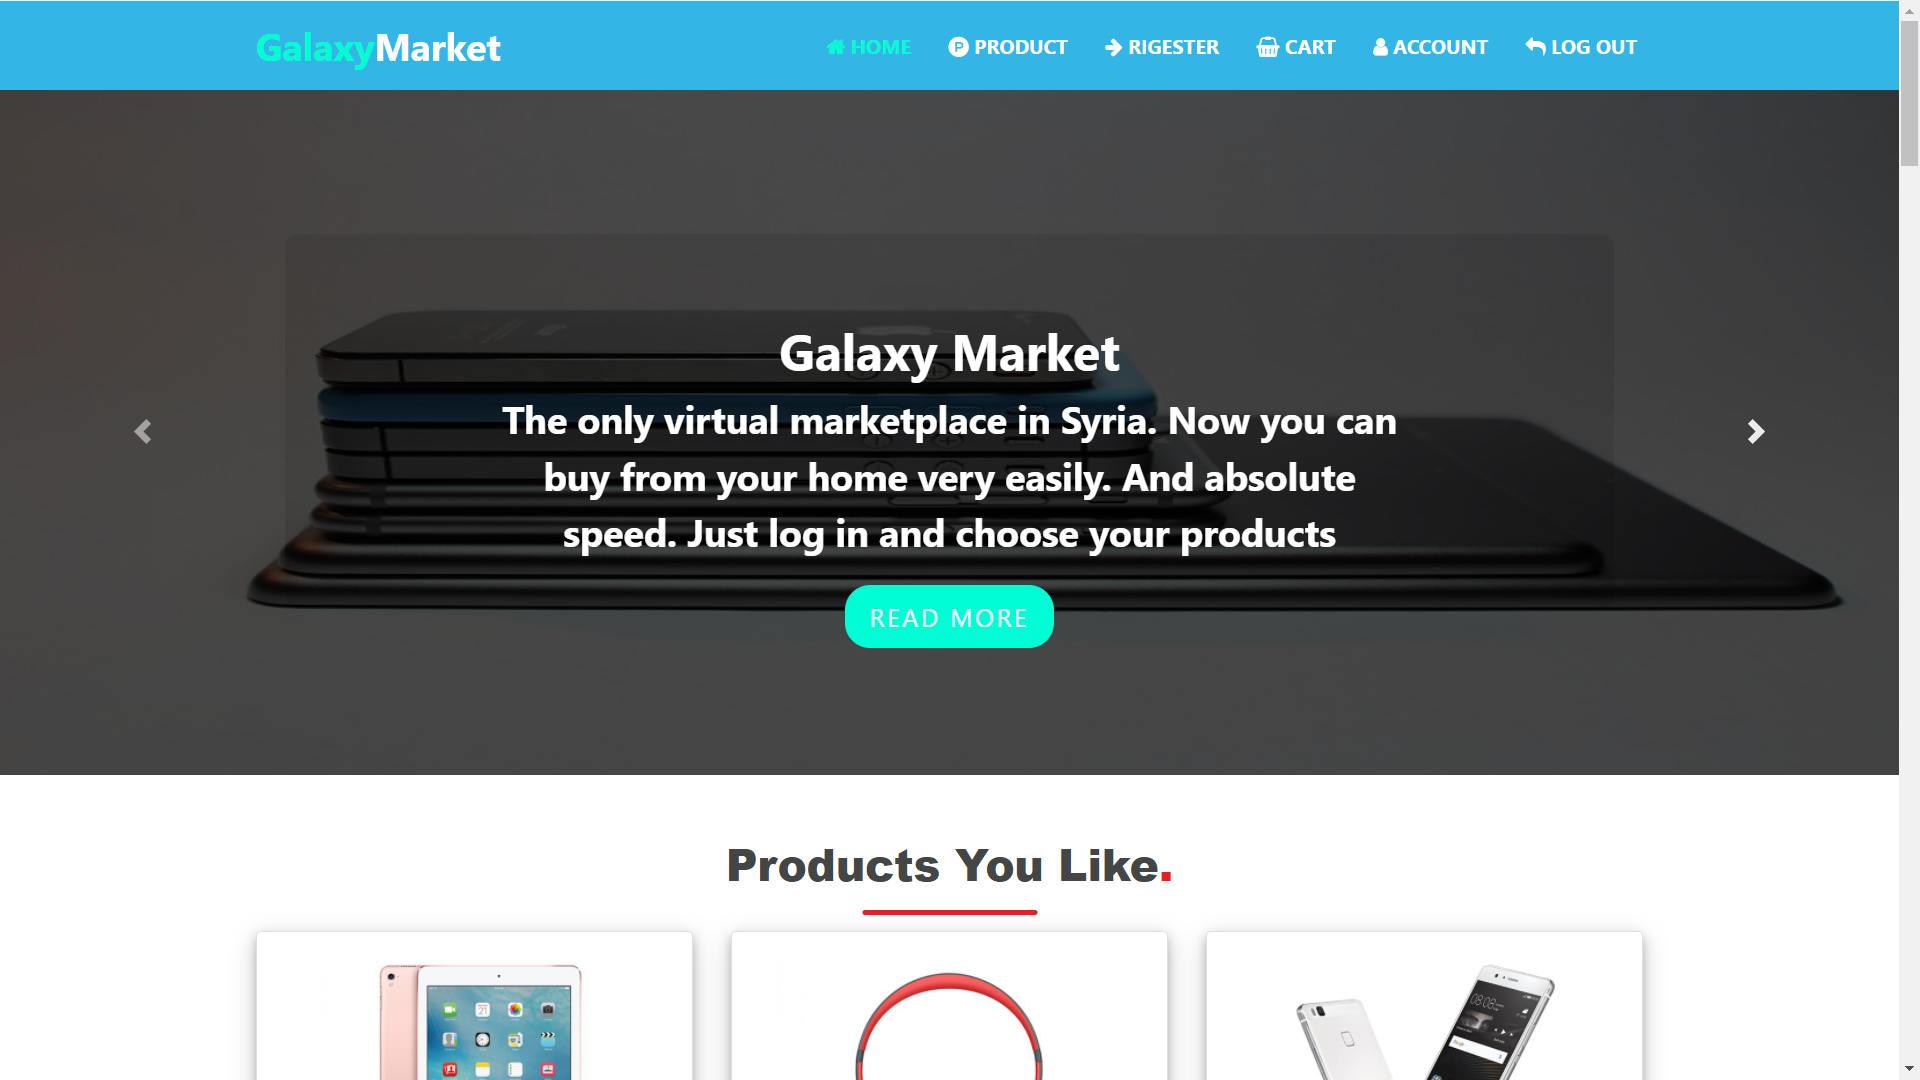 GalaxyMarket
HOME
PRODUCT
RIGESTER
CART
ACCOUNT
LOG OUT
Galaxy Market
The only virtual marketplace in Syria. Now you can
buy from your home very easily. And absolute
speed. Just log in and choose your products
READ MORE
Products You Like.
08:08